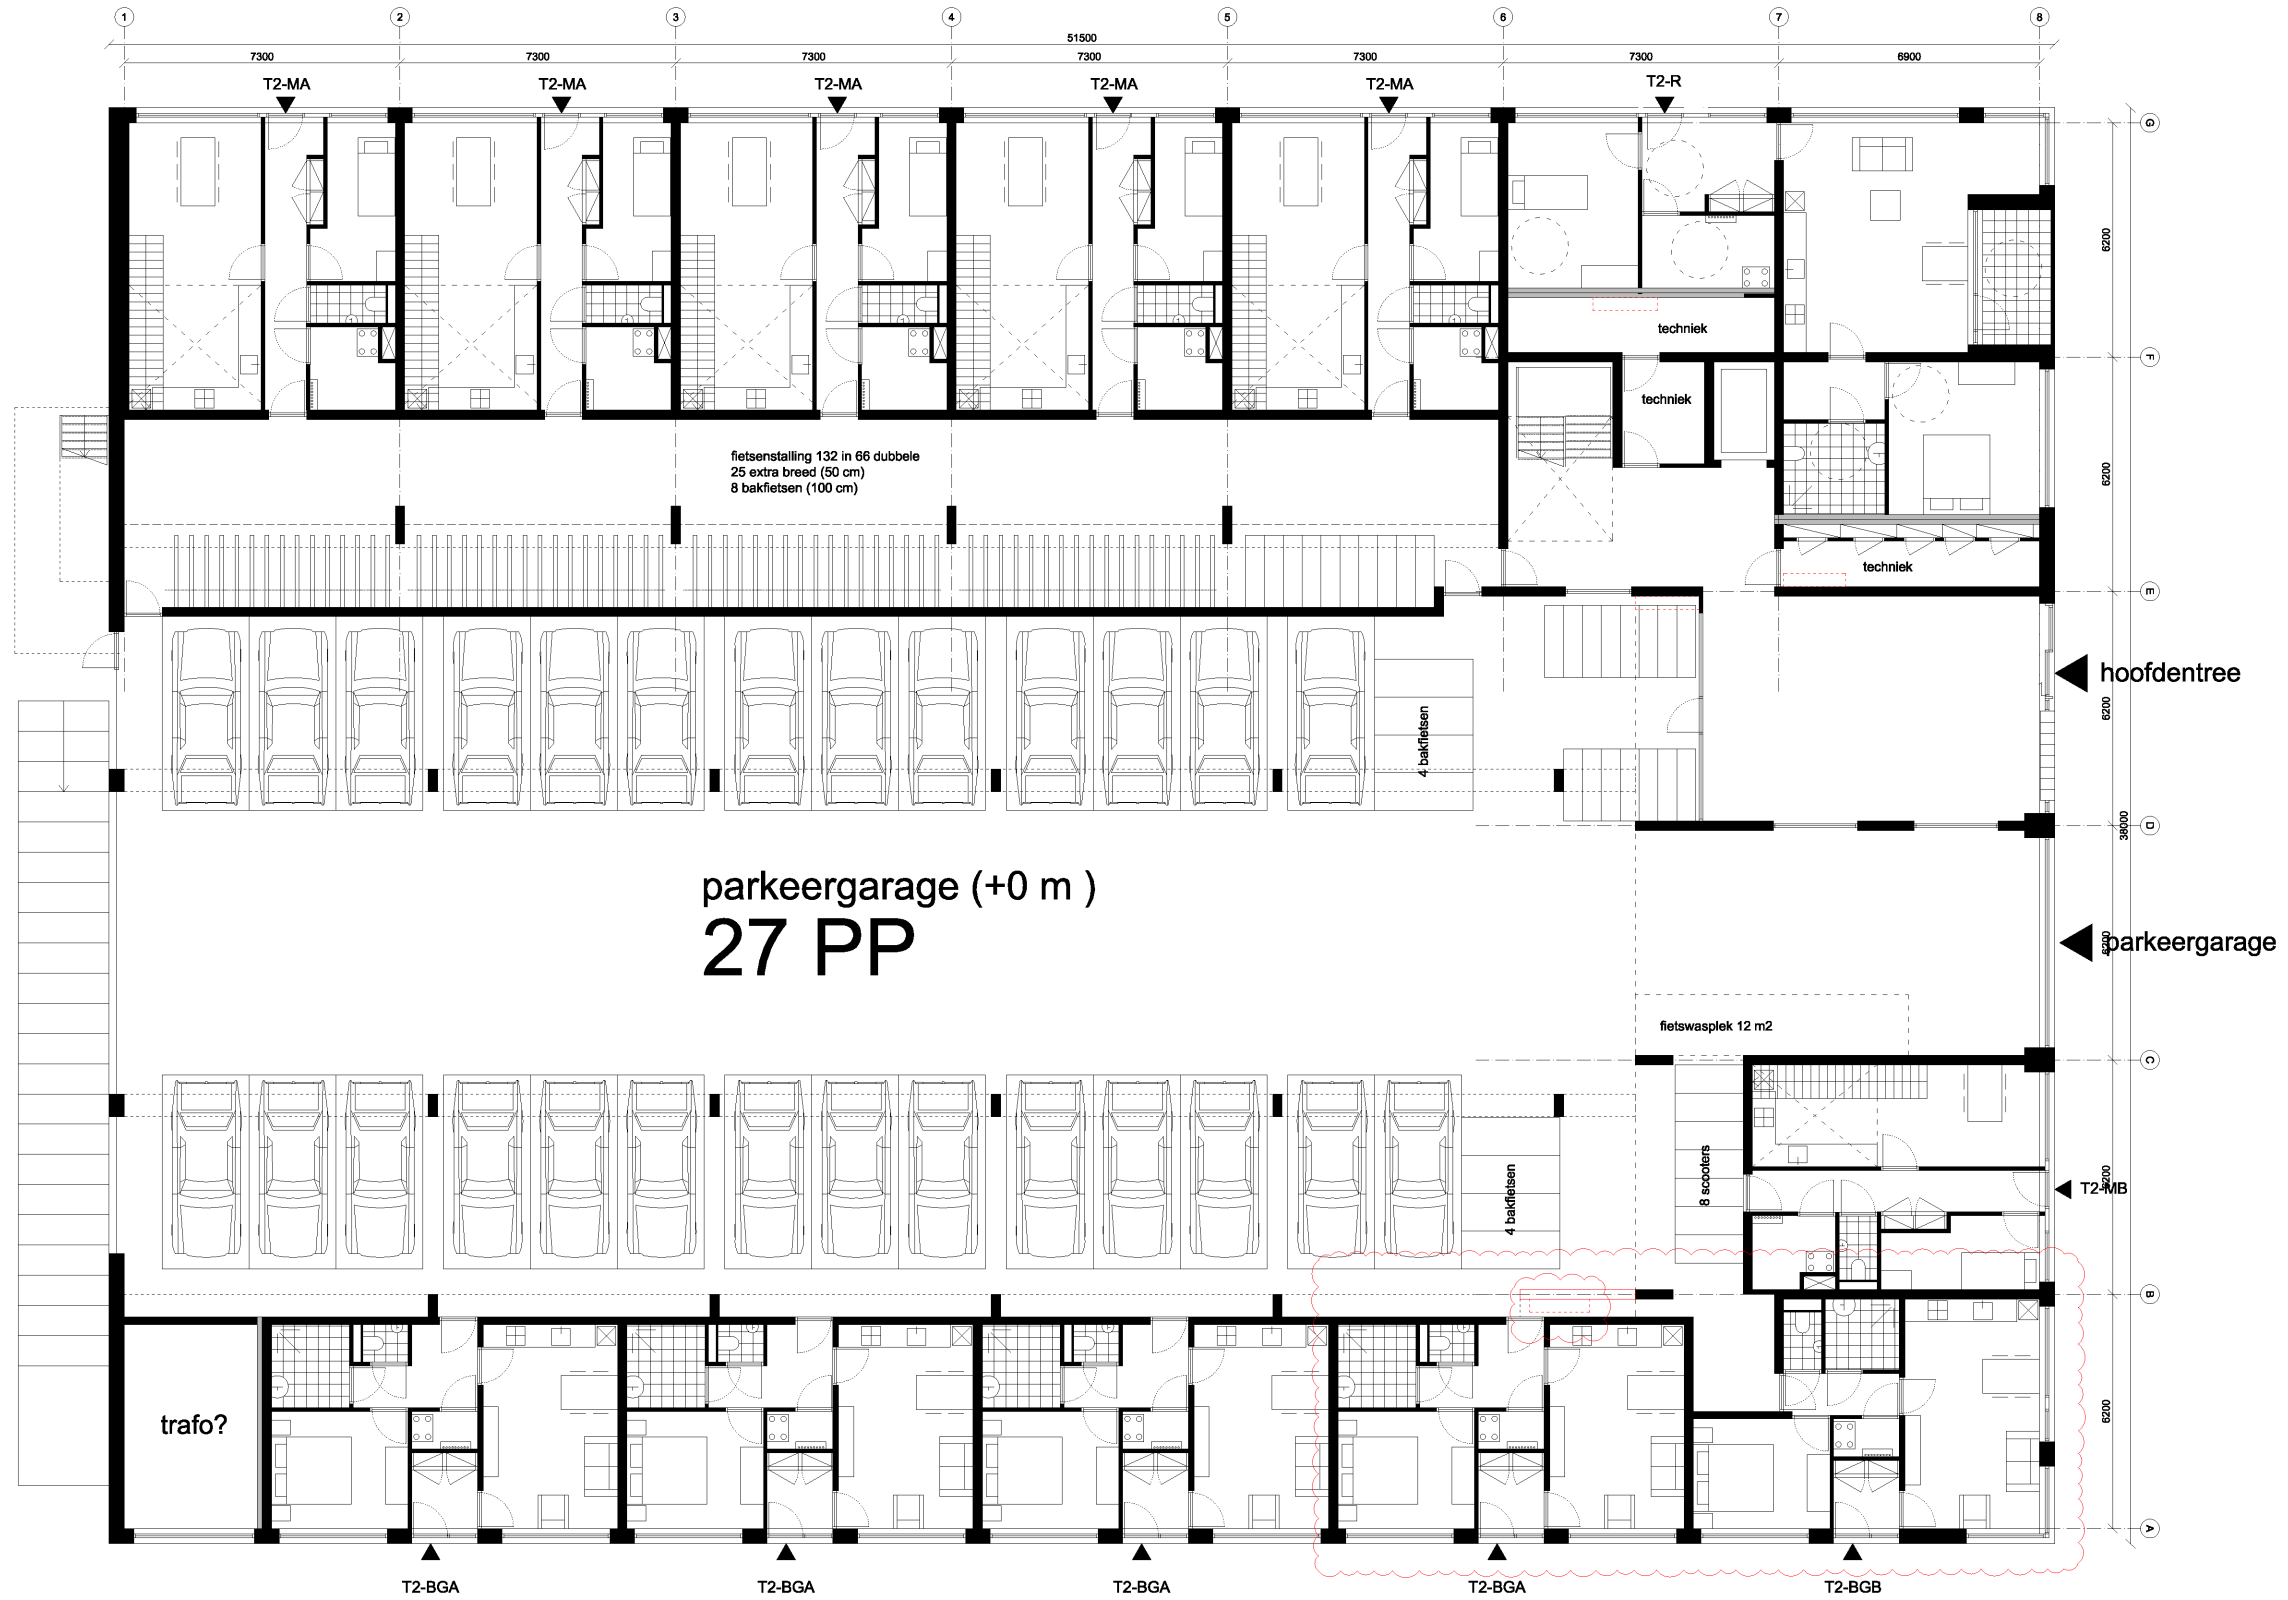 1 2 3 4 5 6 7 8
51500
7300 7300 7300 7300 7300 7300 6900
T2-MA T2-MA T2-MA T2-MA T2-MA T2-R
G
6200
techniek
F
techniek
6200
fietsenstalling 132 in 66 dubbele
25 extra breed (50 cm)
8 bakfietsen (100 cm)
techniek
E
hoofdentree
6200
4 bakfietsen
D
38000
parkeergarage (+0 m )
27 PP
6200
parkeergarage
fietswasplek 12 m2
C
8 scooters
4 bakfietsen
6200
T2-MB
B
trafo?
6200
A
T2-BGA T2-BGA T2-BGA T2-BGA T2-BGB